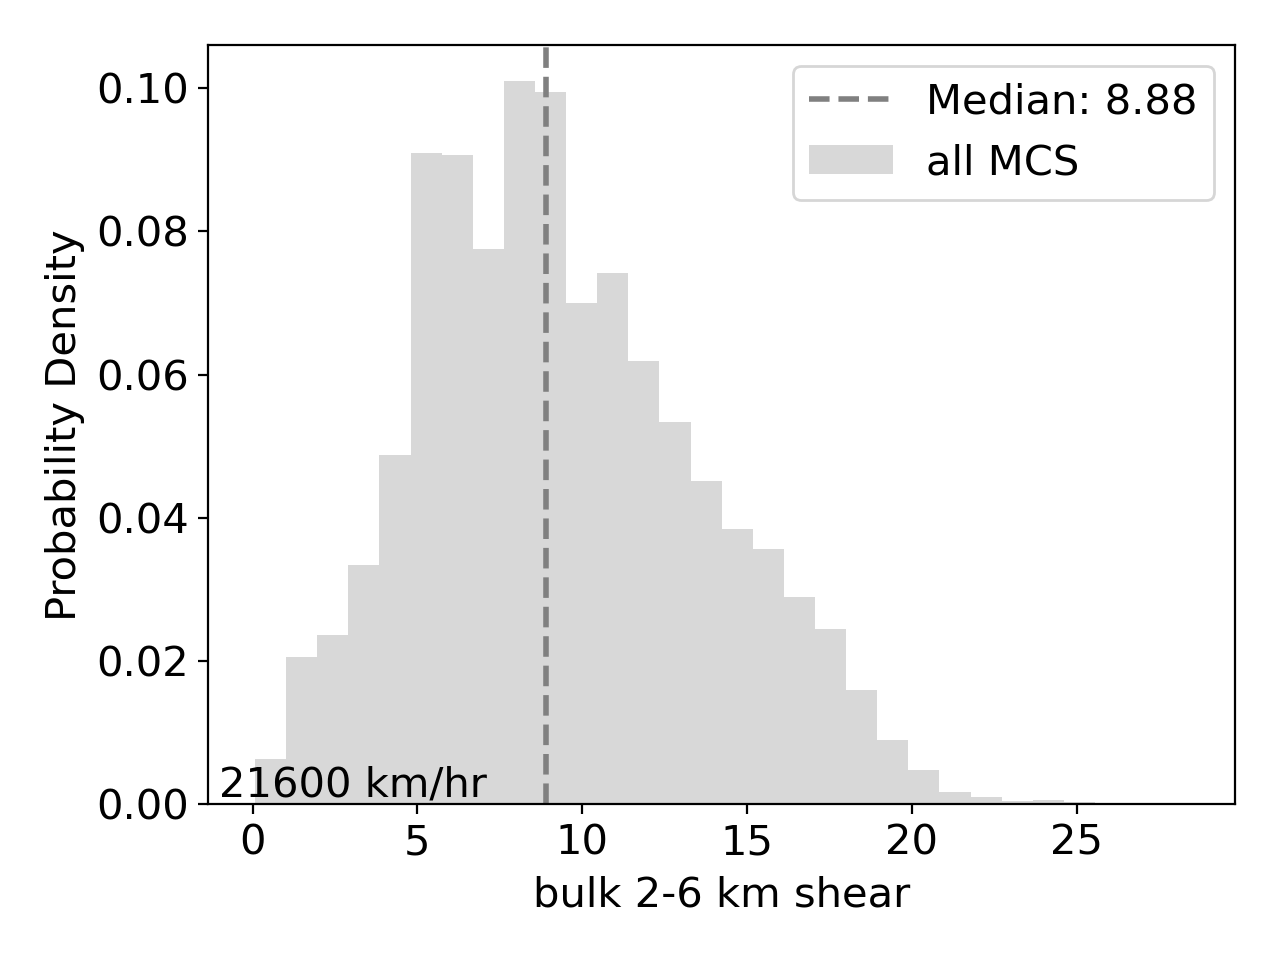 Median: 8.88
all MCS
0.10
0.08
0.06
0.04
0.02
0.00
Probability Density
21600 km/hr
0 5 10 15 20 25
bulk 2-6 km shear